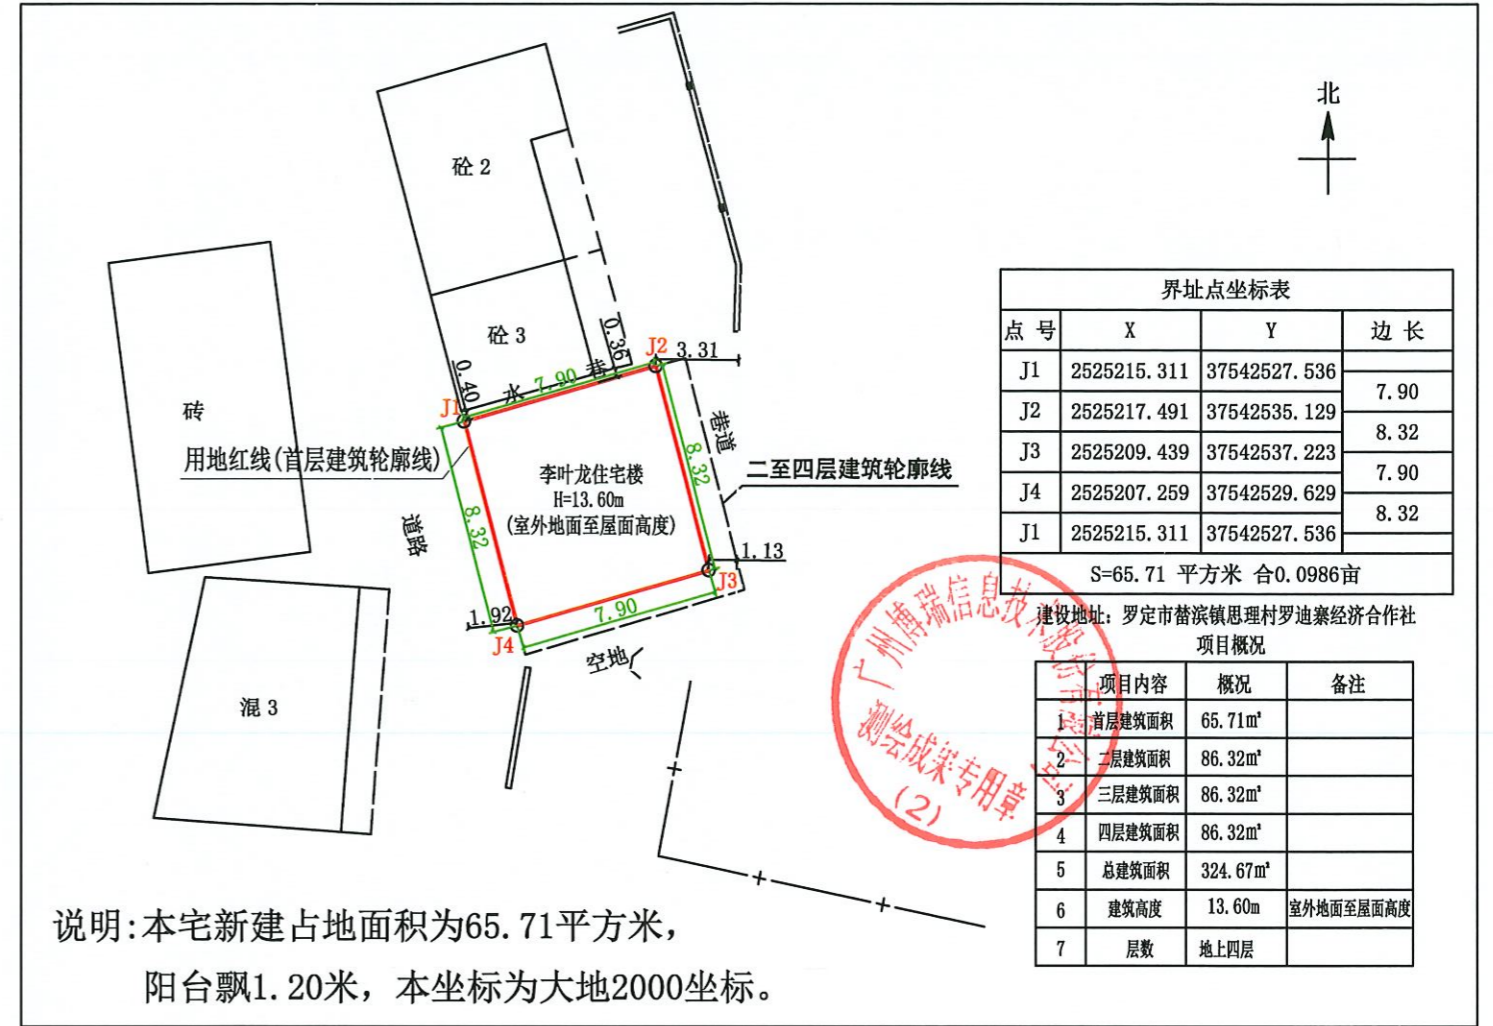 北
砼 2
砼 3
砖
混 3
0.40
0.36
水
巷
J1
J2
J3
J4
3.31
7.90
8.32
8.32
7.90
1.13
1.92
巷道
道路
空地
用地红线(首层建筑轮廓线)
二至四层建筑轮廓线
李叶龙住宅楼
H=13.60m
(室外地面至屋面高度)
界址点坐标表
点 号 X Y 边 长
J1 2525215.311 37542527.536
7.90
J2 2525217.491 37542535.129
8.32
J3 2525209.439 37542537.223
7.90
J4 2525207.259 37542529.629
8.32
J1 2525215.311 37542527.536
S=65.71 平方米 合0.0986亩
建设地址: 罗定市榃滨镇思理村罗迪寨经济合作社
项目概况
项目内容 概况 备注
1 首层建筑面积 65.71m²
2 二层建筑面积 86.32m²
3 三层建筑面积 86.32m²
4 四层建筑面积 86.32m²
5 总建筑面积 324.67m²
6 建筑高度 13.60m 室外地面至屋面高度
7 层数 地上四层
广州博瑞信息技术股份有限公司
测绘成果专用章
(2)
说明:本宅新建占地面积为65.71平方米,
阳台飘1.20米, 本坐标为大地2000坐标。